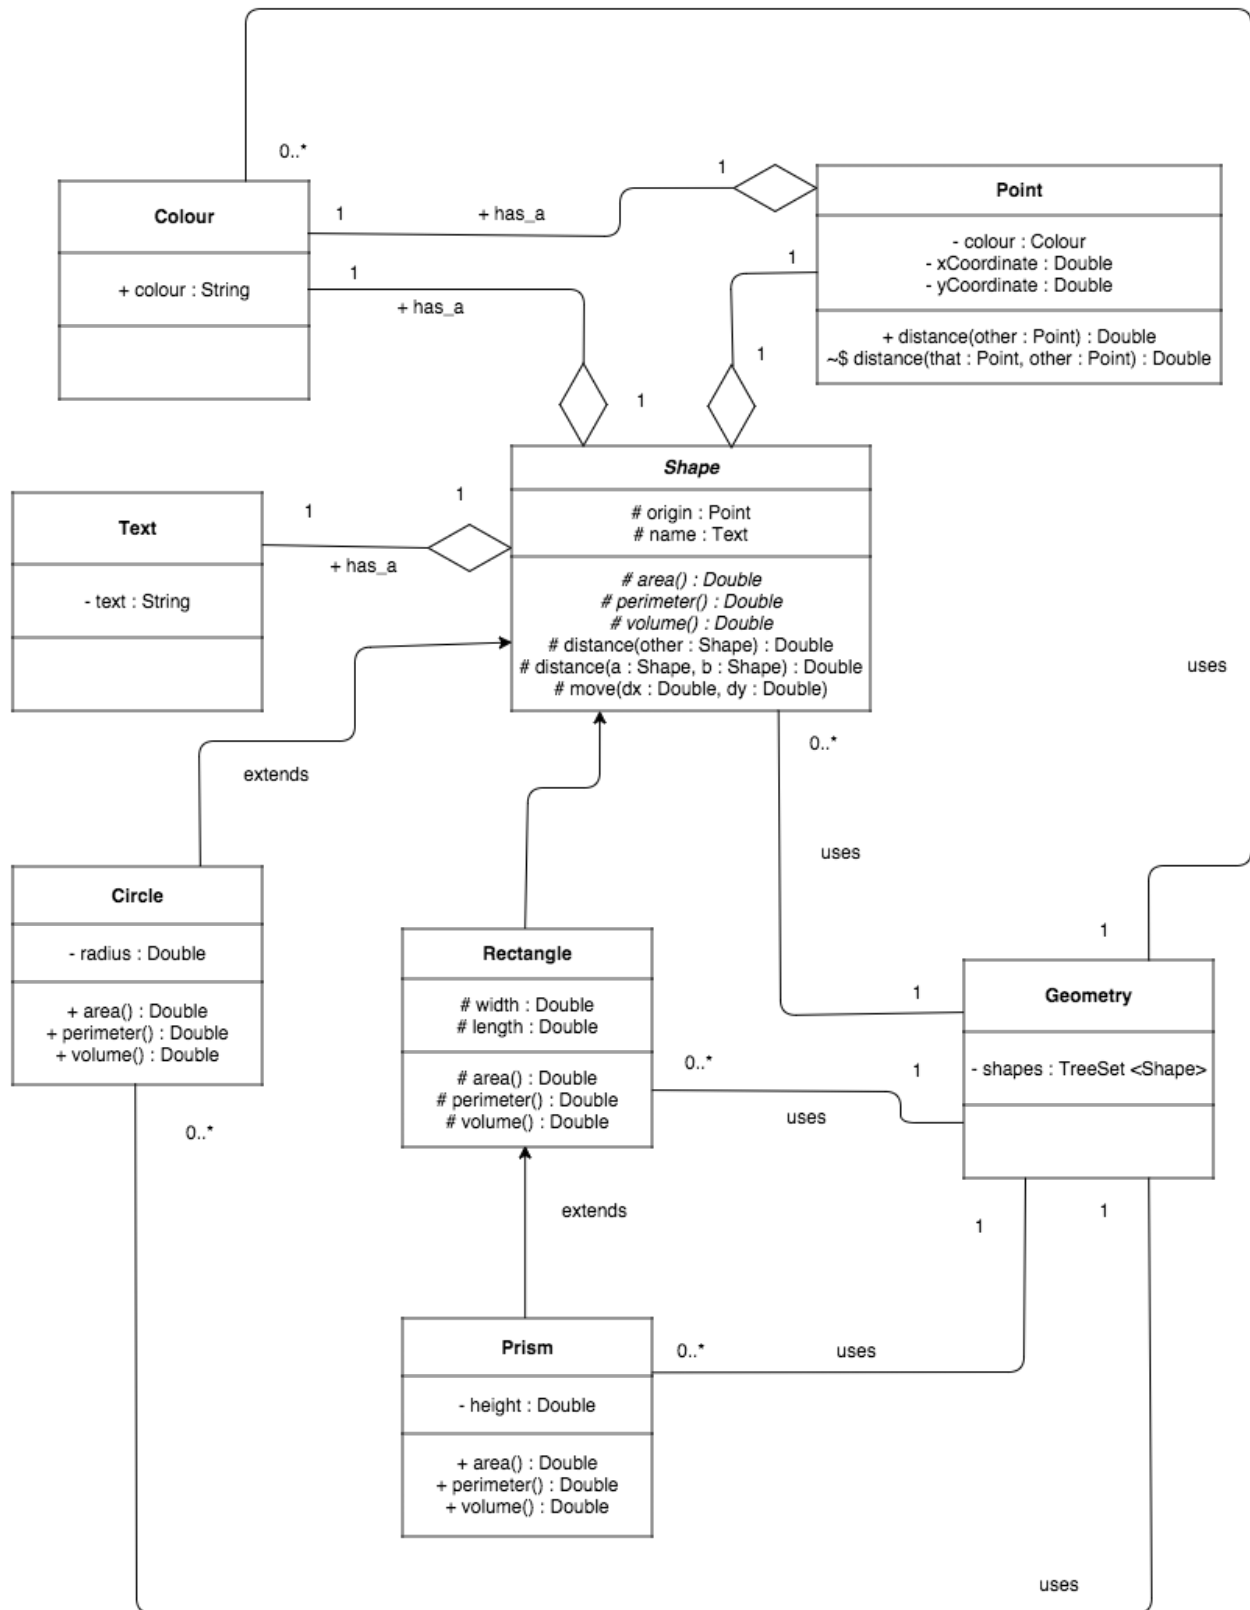 0..*
1
Point
Colour
1
+ has_a
- colour : Colour
- xCoordinate : Double
- yCoordinate : Double
1
1
+ colour : String
+ has_a
+ distance(other : Point) : Double
~$ distance(that : Point, other : Point) : Double
1
1
Shape
Text
1
1
# origin : Point
# name : Text
+ has_a
- text : String
# area() : Double
# perimeter() : Double
# volume() : Double
# distance(other : Shape) : Double
# distance(a : Shape, b : Shape) : Double
# move(dx : Double, dy : Double)
uses
0..*
extends
uses
Circle
1
Rectangle
- radius : Double
1
Geometry
# width : Double
# length : Double
+ area() : Double
+ perimeter() : Double
+ volume() : Double
0..*
1
- shapes : TreeSet <Shape>
# area() : Double
# perimeter() : Double
# volume() : Double
uses
0..*
extends
1
1
Prism
0..*
uses
- height : Double
+ area() : Double
+ perimeter() : Double
+ volume() : Double
uses